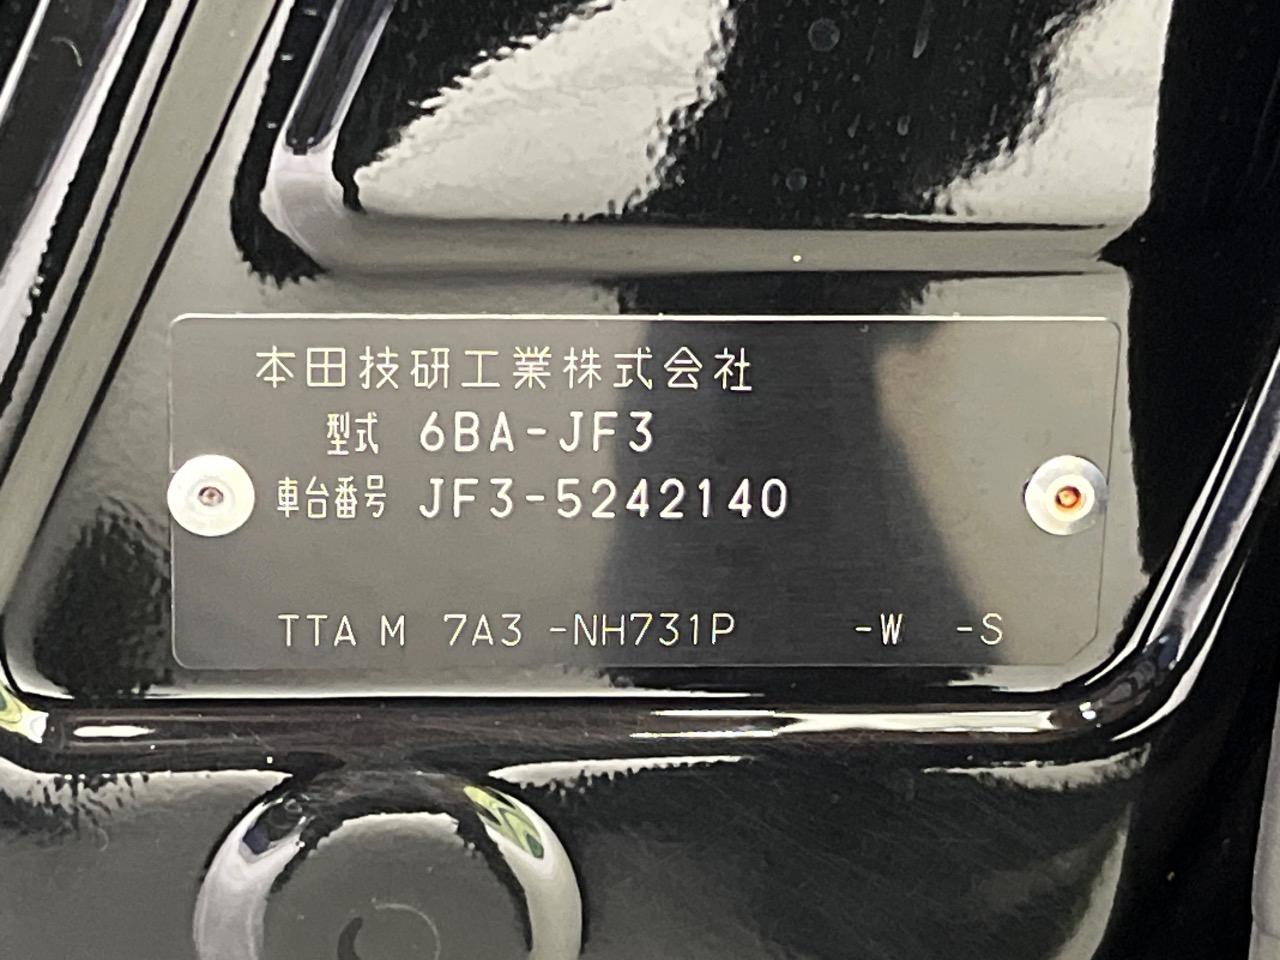 本田技研工業株式会社
型式 6BA-JF3
車台番号 JF3-5242140
TTA M 7A3 -NH731P -W -S